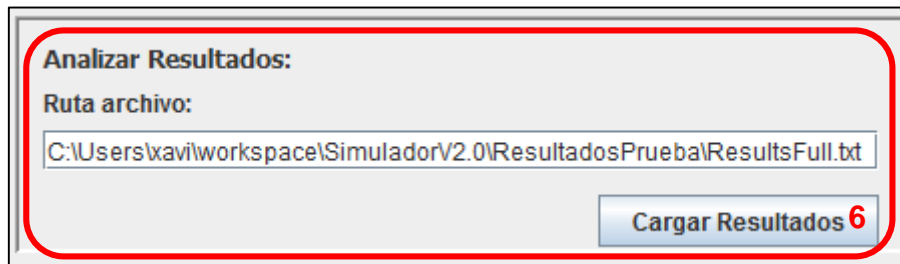 Analizar Resultados:
Ruta archivo:
C:\Users\xavi\workspace\SimuladorV2.0\ResultadosPrueba\ResultsFull.txt
Cargar Resultados 6